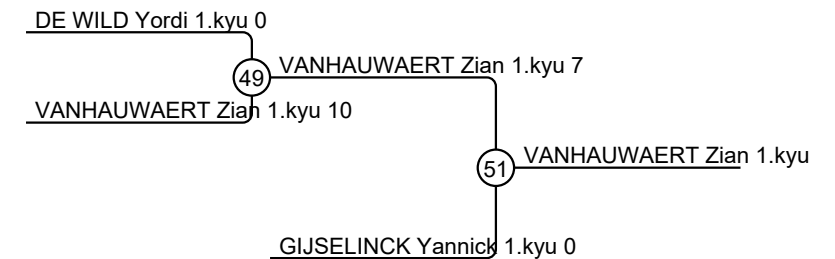 DE WILD Yordi 1.kyu 0
49
VANHAUWAERT Zian 1.kyu 7
VANHAUWAERT Zian 1.kyu 10
51
VANHAUWAERT Zian 1.kyu
GIJSELINCK Yannick 1.kyu 0